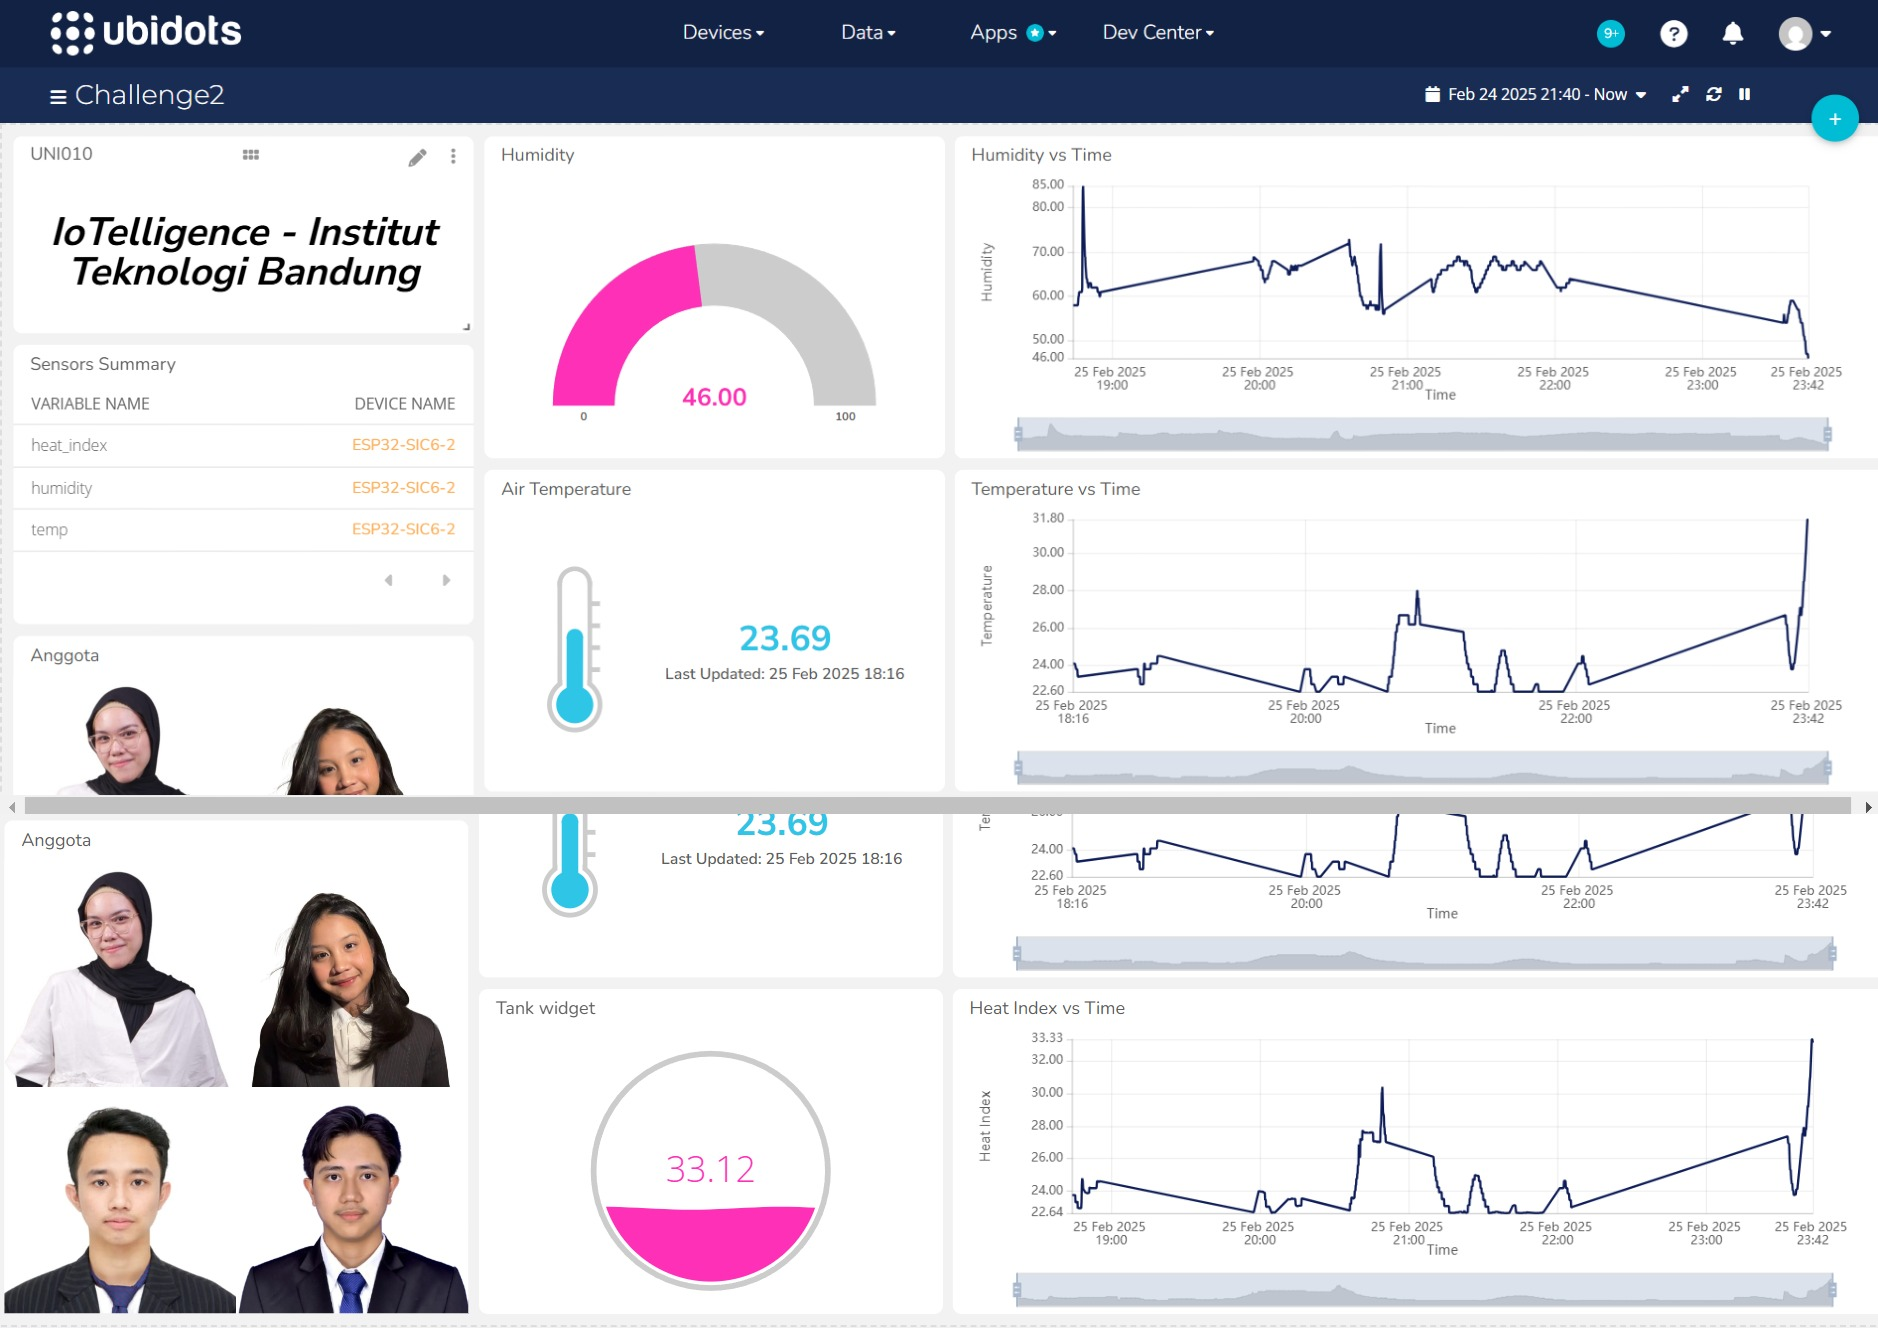 ubidots
Devices
Data
Apps
Dev Center
9+
?
Challenge2
Feb 24 2025 21:40 - Now
+
UNI010
IoTelligence - Institut
Teknologi Bandung
Sensors Summary
VARIABLE NAME DEVICE NAME
heat_index ESP32-SIC6-2
humidity ESP32-SIC6-2
temp ESP32-SIC6-2
Anggota
Humidity
46.00
0 100
Air Temperature
23.69
Last Updated: 25 Feb 2025 18:16
Humidity vs Time
85.00
80.00
70.00
60.00
50.00
46.00
Humidity
25 Feb 2025 25 Feb 2025 25 Feb 2025 25 Feb 2025 25 Feb 2025 25 Feb 2025
19:00 20:00 21:00 22:00 23:00 23:42
Time
Temperature vs Time
31.80
30.00
28.00
26.00
24.00
22.60
Temperature
25 Feb 2025 25 Feb 2025 25 Feb 2025 25 Feb 2025
18:16 20:00 22:00 23:42
Time
Anggota
23.69
Last Updated: 25 Feb 2025 18:16
24.00
22.60
25 Feb 2025 25 Feb 2025 25 Feb 2025 25 Feb 2025
18:16 20:00 22:00 23:42
Time
Tank widget
33.12
Heat Index vs Time
33.33
32.00
30.00
28.00
26.00
24.00
22.64
Heat Index
25 Feb 2025 25 Feb 2025 25 Feb 2025 25 Feb 2025 25 Feb 2025 25 Feb 2025
19:00 20:00 21:00 22:00 23:00 23:42
Time